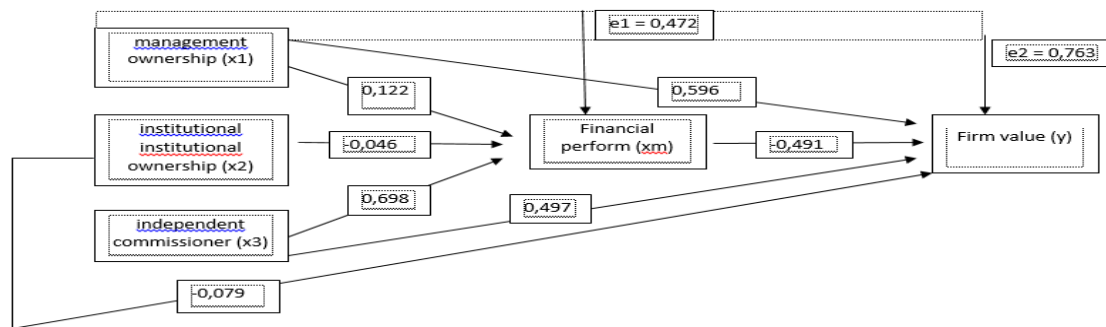 e1 = 0,472
management
ownership (x1)
e2 = 0,763
0,122
0,596
institutional
institutional
ownership (x2)
-0,046
Financial
perform (xm)
-0,491
Firm value (y)
0,698
0,497
independent
commissioner (x3)
-0,079